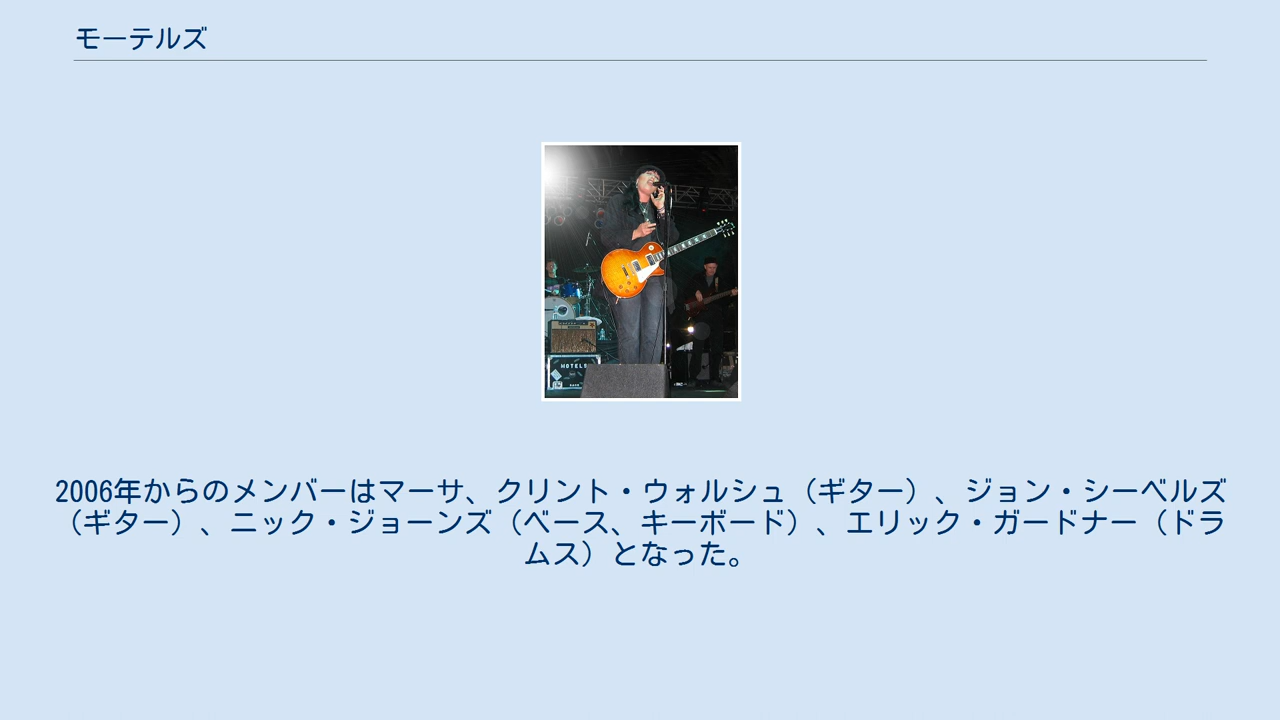 モーテルズ
MOTELS
2006年からのメンバーはマーサ、クリント・ウォルシュ（ギター）、ジョン・シーベルズ
（ギター）、ニック・ジョーンズ（ベース、キーボード）、エリック・ガードナー（ドラ
ムス）となった。